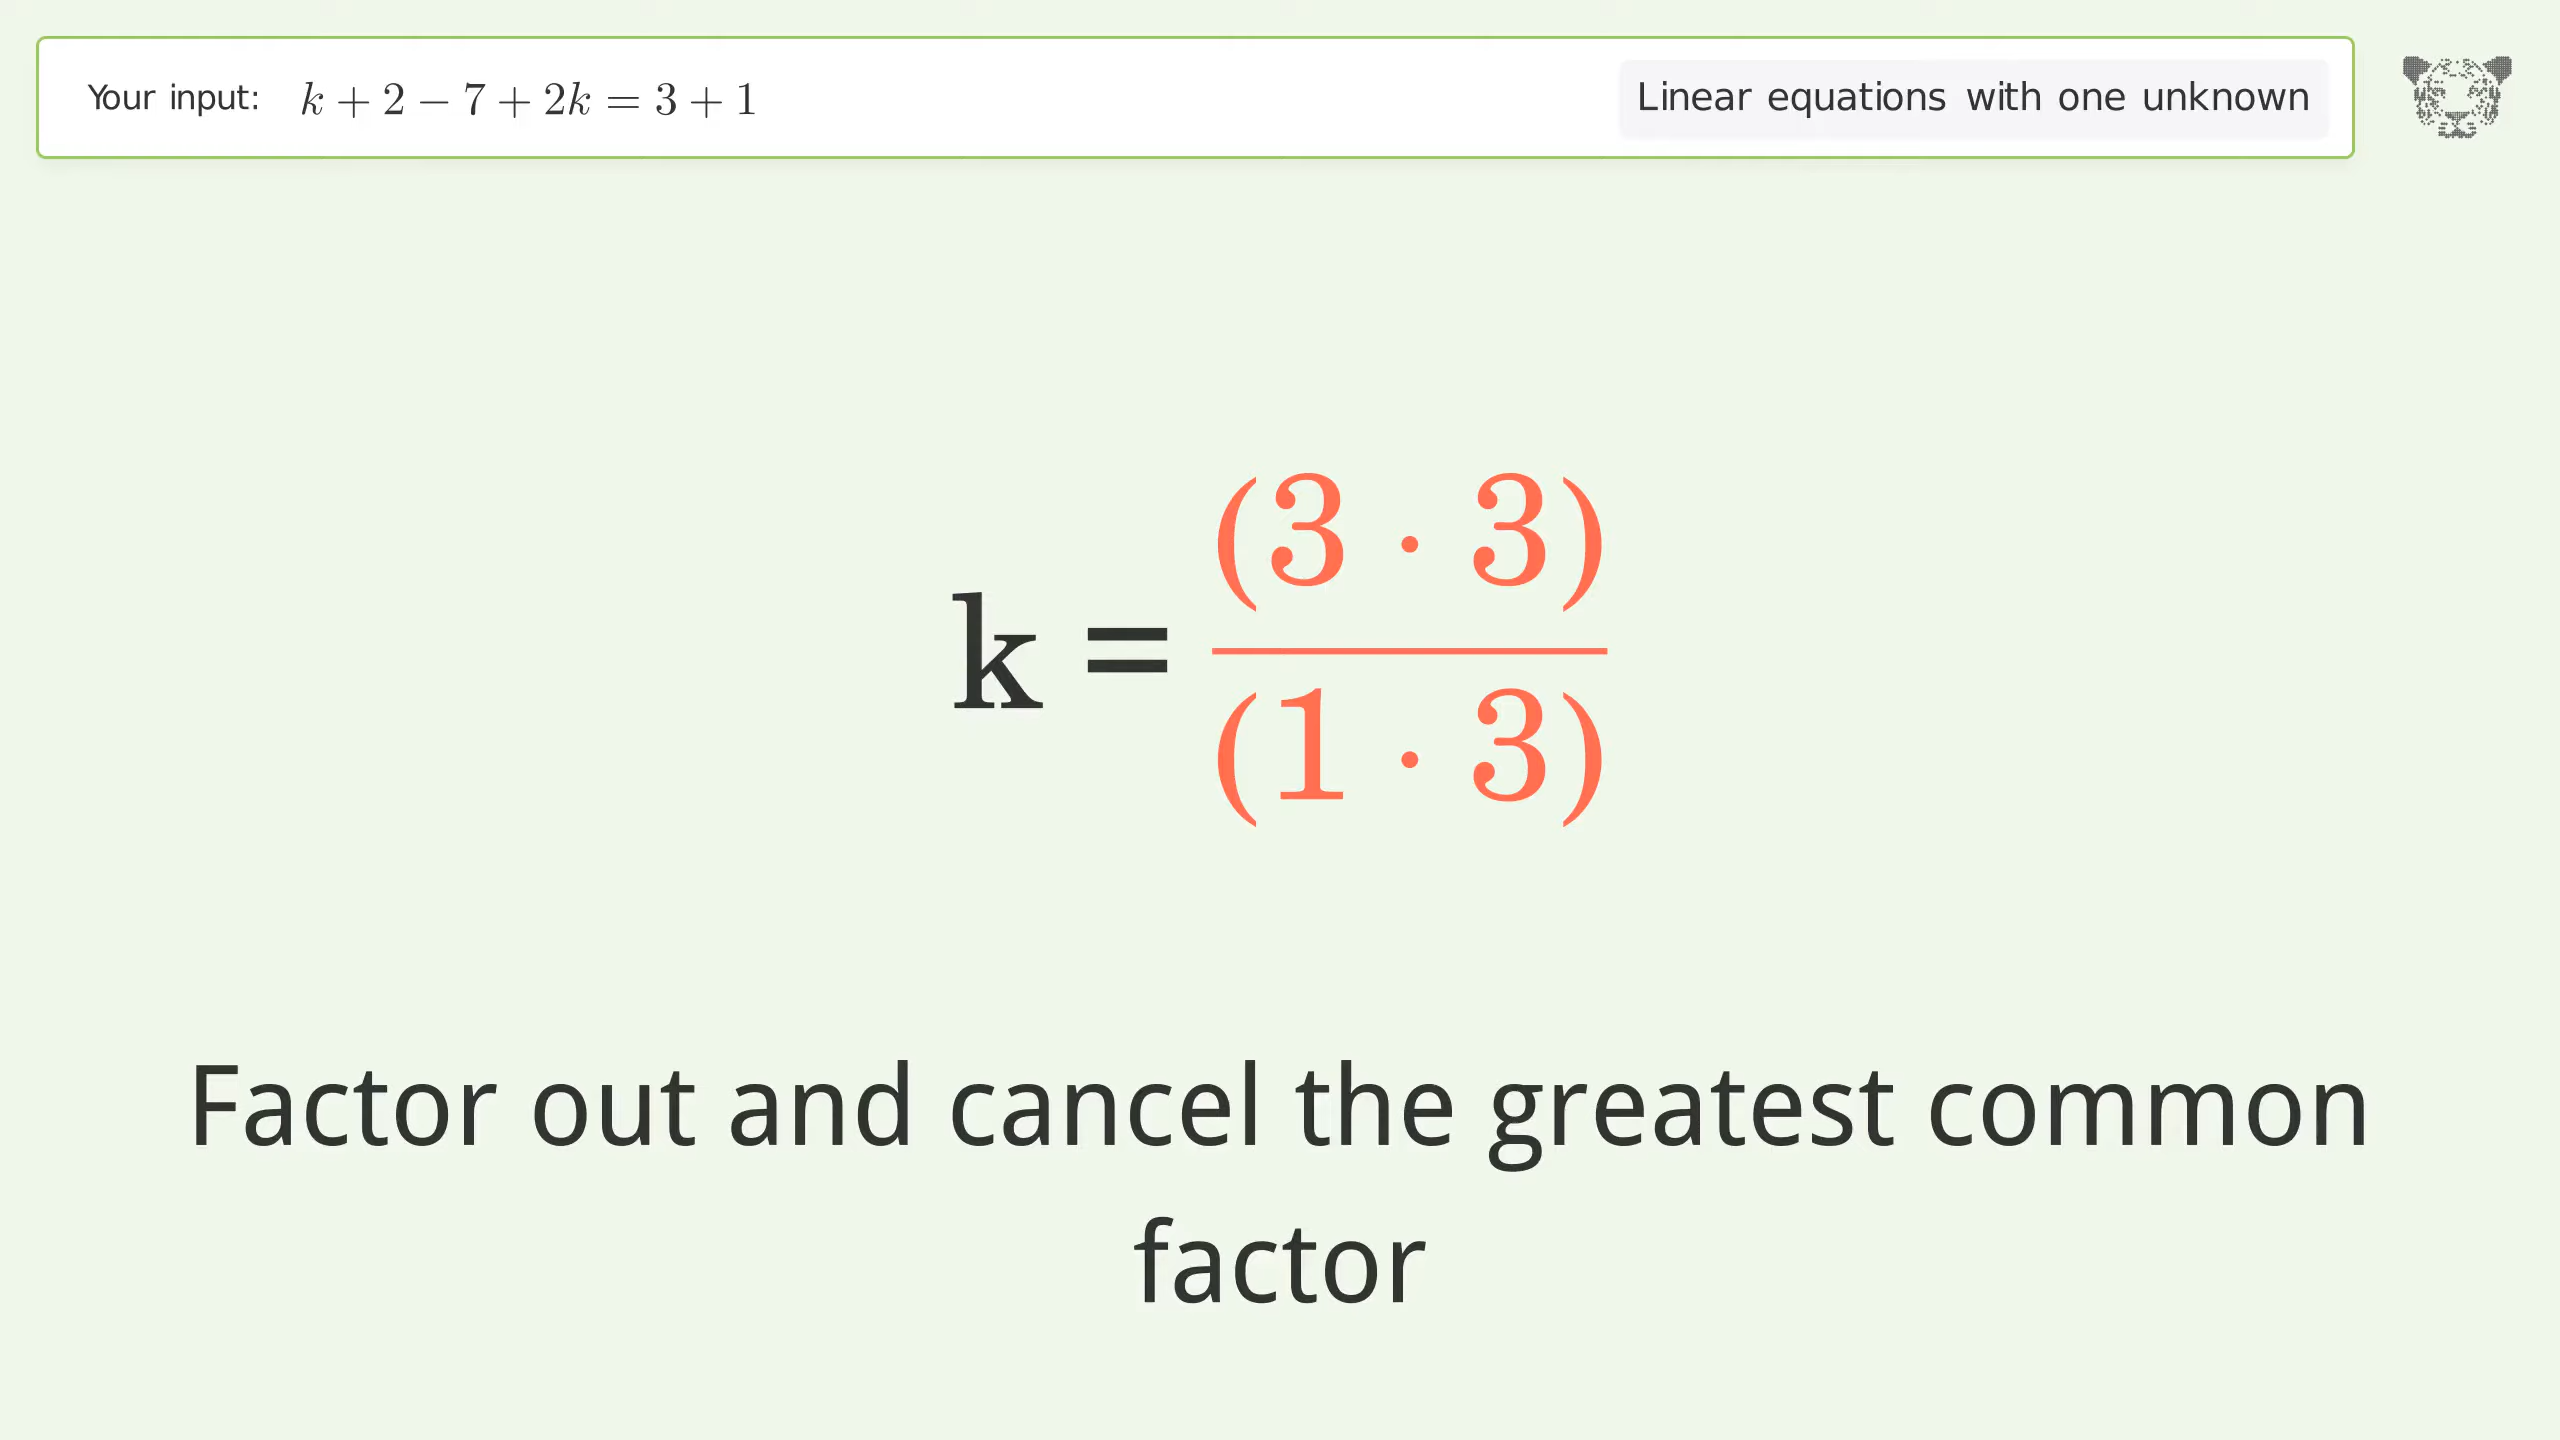 Your input: k + 2 − 7 + 2k = 3 + 1 Linear equations with one unknown
k = (3 · 3) / (1 · 3)
Factor out and cancel the greatest common
factor